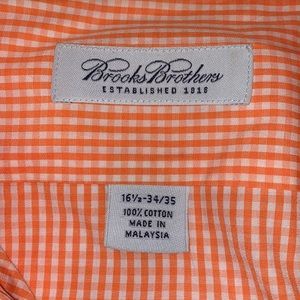 Brooks Brothers
ESTABLISHED 1818
16½-34/35
100% COTTON
MADE IN
MALAYSIA